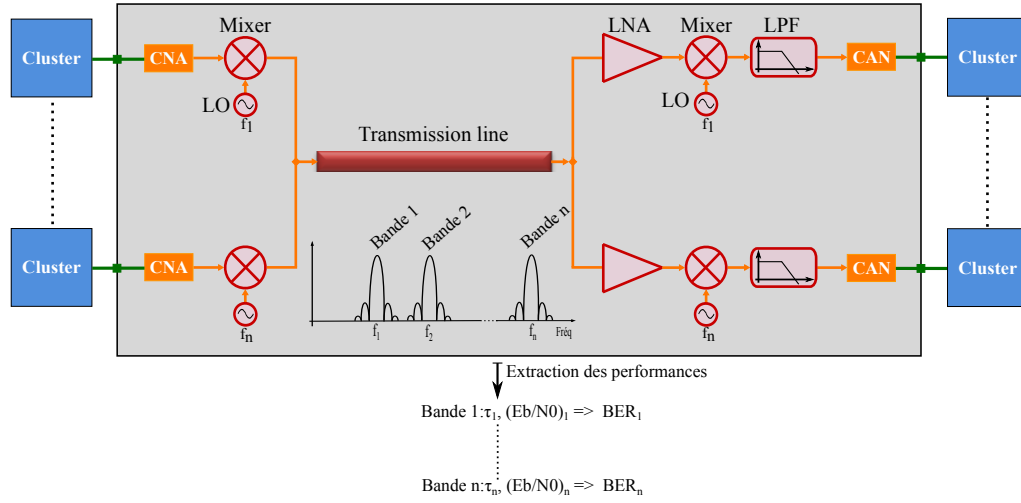 Mixer
LNA
Mixer
LPF
Cluster
CNA
CAN
Cluster
LO
f1
LO
f1
Transmission line
Bande 1
Bande 2
Bande n
Cluster
CNA
CAN
Cluster
fn
fn
f1
f2
fn
Fréq
Extraction des performances
Bande 1:τ1, (Eb/N0)1 => BER1
Bande n:τn, (Eb/N0)n => BERn